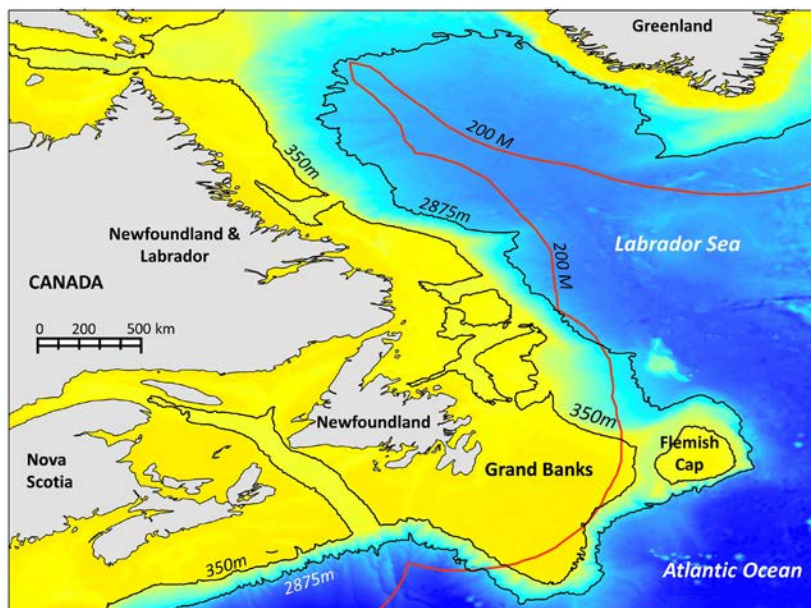 Greenland
200 M
350m
2875m
Newfoundland &
Labrador
Labrador Sea
200 M
CANADA
0 200 500 km
350m
Newfoundland
Flemish
Cap
Nova
Scotia
Grand Banks
350m
2875m
Atlantic Ocean